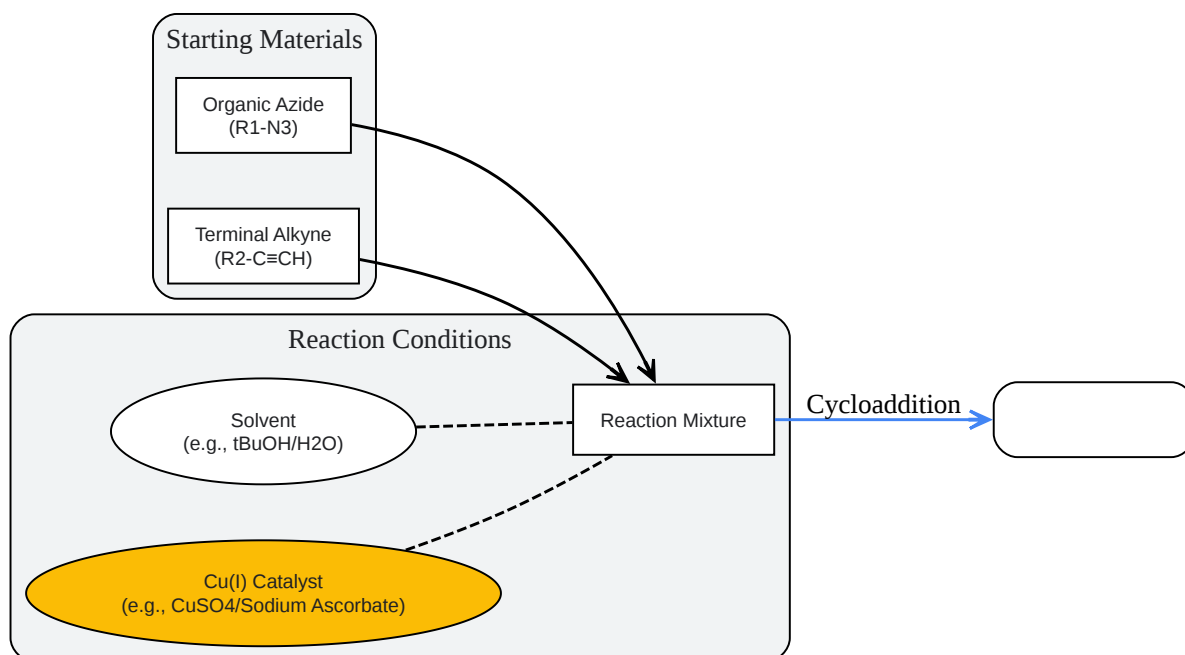 Starting Materials
Organic Azide
(R1-N3)
Terminal Alkyne
(R2-C≡CH)
Reaction Conditions
Solvent
(e.g., tBuOH/H2O)
Reaction Mixture
Cycloaddition
Cu(I) Catalyst
(e.g., CuSO4/Sodium Ascorbate)